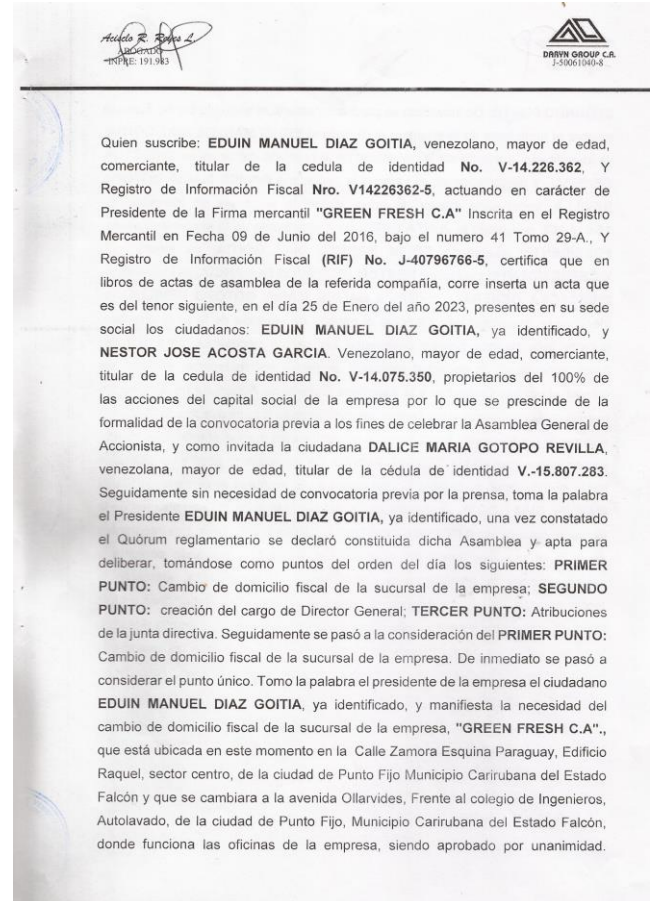 Acisclo R. Reyes L.
ABOGADO
INPRE: 191.983
DARYN GROUP C.A.
J-50061040-8
Quien suscribe: EDUIN MANUEL DIAZ GOITIA, venezolano, mayor de edad,
comerciante, titular de la cedula de identidad No. V-14.226.362, Y
Registro de Información Fiscal Nro. V14226362-5, actuando en carácter de
Presidente de la Firma mercantil "GREEN FRESH C.A" Inscrita en el Registro
Mercantil en Fecha 09 de Junio del 2016, bajo el numero 41 Tomo 29-A., Y
Registro de Información Fiscal (RIF) No. J-40796766-5, certifica que en
libros de actas de asamblea de la referida compañía, corre inserta un acta que
es del tenor siguiente, en el día 25 de Enero del año 2023, presentes en su sede
social los ciudadanos: EDUIN MANUEL DIAZ GOITIA, ya identificado, y
NESTOR JOSE ACOSTA GARCIA. Venezolano, mayor de edad, comerciante,
titular de la cedula de identidad No. V-14.075.350, propietarios del 100% de
las acciones del capital social de la empresa por lo que se prescinde de la
formalidad de la convocatoria previa a los fines de celebrar la Asamblea General de
Accionista, y como invitada la ciudadana DALICE MARIA GOTOPO REVILLA,
venezolana, mayor de edad, titular de la cédula de identidad V.-15.807.283.
Seguidamente sin necesidad de convocatoria previa por la prensa, toma la palabra
el Presidente EDUIN MANUEL DIAZ GOITIA, ya identificado, una vez constatado
el Quórum reglamentario se declaró constituida dicha Asamblea y apta para
deliberar, tomándose como puntos del orden del día los siguientes: PRIMER
PUNTO: Cambio de domicilio fiscal de la sucursal de la empresa; SEGUNDO
PUNTO: creación del cargo de Director General; TERCER PUNTO: Atribuciones
de la junta directiva. Seguidamente se pasó a la consideración del PRIMER PUNTO:
Cambio de domicilio fiscal de la sucursal de la empresa. De inmediato se pasó a
considerar el punto único. Tomo la palabra el presidente de la empresa el ciudadano
EDUIN MANUEL DIAZ GOITIA, ya identificado, y manifiesta la necesidad del
cambio de domicilio fiscal de la sucursal de la empresa, "GREEN FRESH C.A".,
que está ubicada en este momento en la Calle Zamora Esquina Paraguay, Edificio
Raquel, sector centro, de la ciudad de Punto Fijo Municipio Carirubana del Estado
Falcón y que se cambiara a la avenida Ollarvides, Frente al colegio de Ingenieros,
Autolavado, de la ciudad de Punto Fijo, Municipio Carirubana del Estado Falcón,
donde funciona las oficinas de la empresa, siendo aprobado por unanimidad.